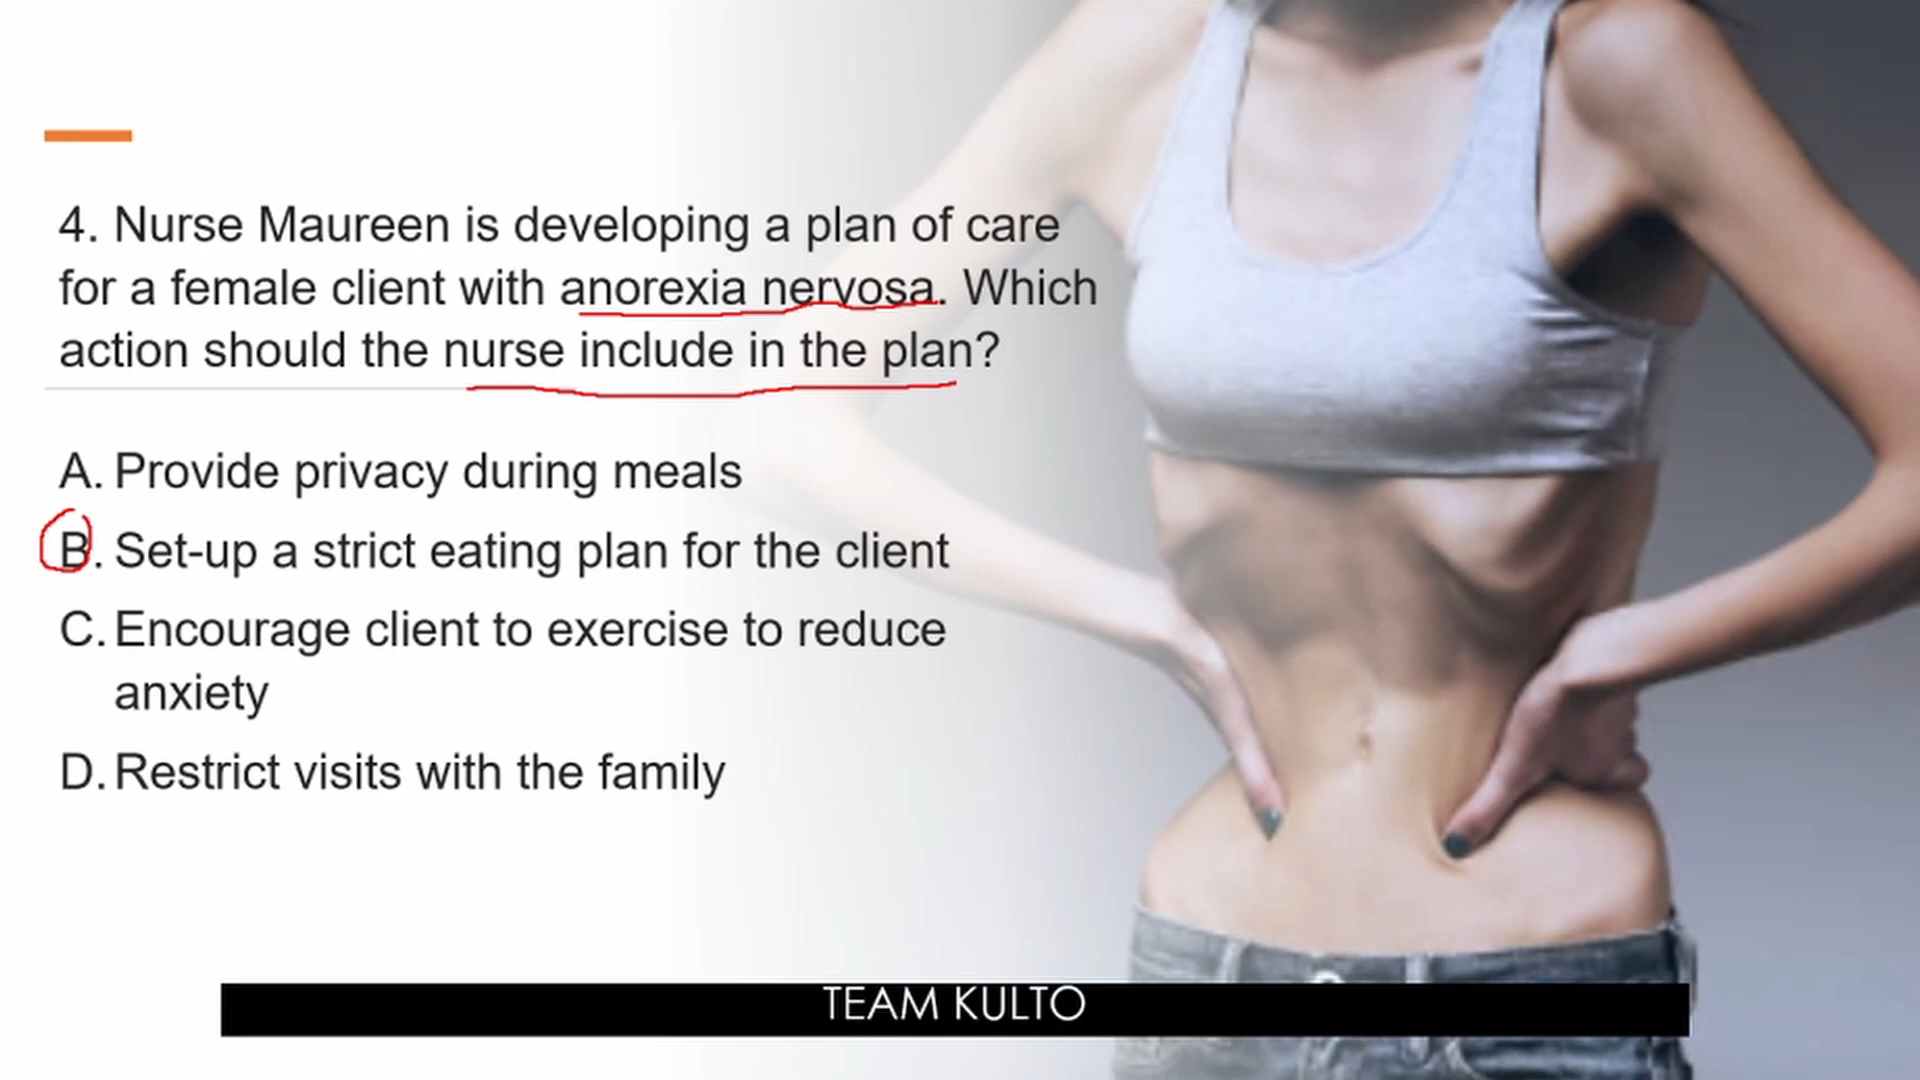 4. Nurse Maureen is developing a plan of care
for a female client with anorexia nervosa. Which
action should the nurse include in the plan?
A. Provide privacy during meals
B. Set-up a strict eating plan for the client
C. Encourage client to exercise to reduce
anxiety
D. Restrict visits with the family
TEAM KULTO